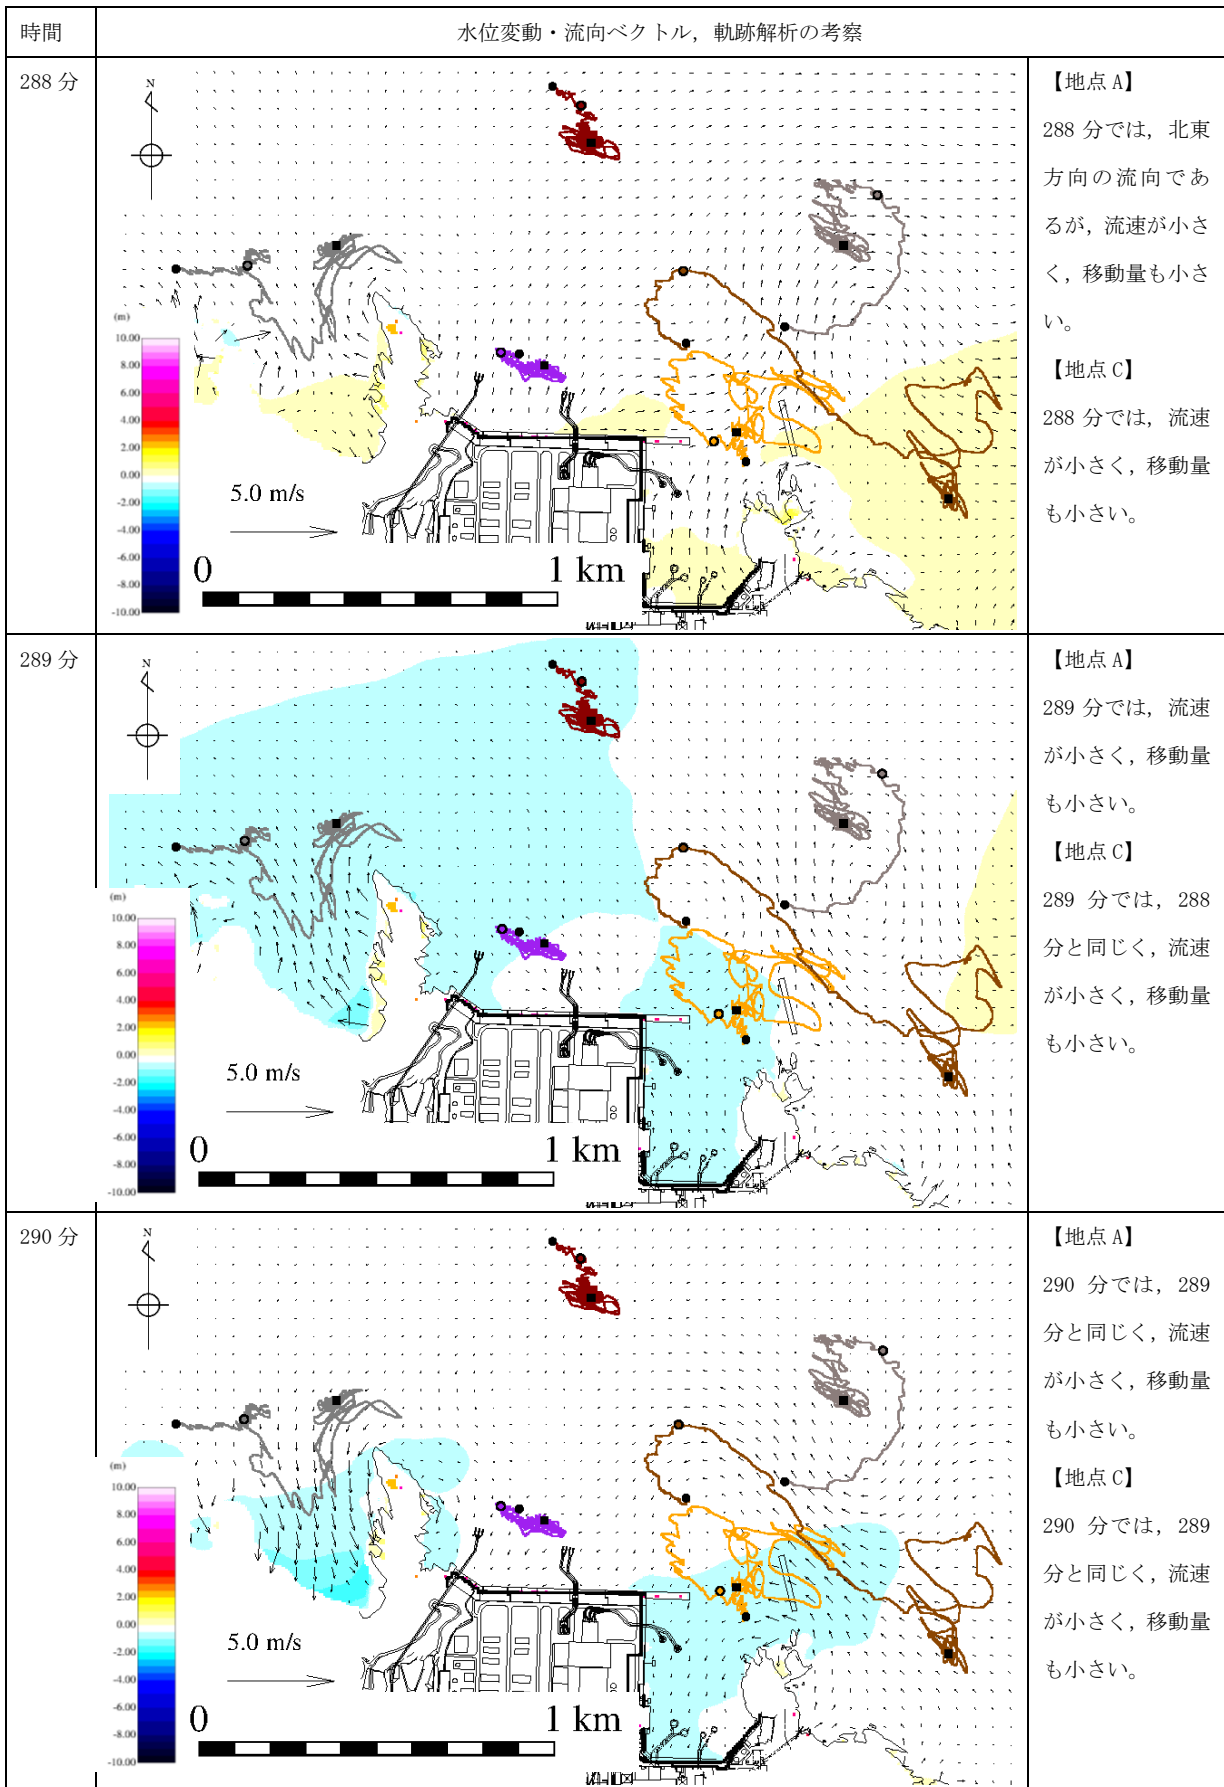 時間
水位変動・流向ベクトル，軌跡解析の考察
288 分
N
(m)
10.00
8.00
6.00
4.00
2.00
0.00
-2.00
-4.00
-6.00
-8.00
-10.00
5.0 m/s
0
1 km
【地点 A】
288 分では，北東
方向の流向であ
るが，流速が小さ
く，移動量も小さ
い。
【地点 C】
288 分では，流速
が小さく，移動量
も小さい。
289 分
N
(m)
10.00
8.00
6.00
4.00
2.00
0.00
-2.00
-4.00
-6.00
-8.00
-10.00
5.0 m/s
0
1 km
【地点 A】
289 分では，流速
が小さく，移動量
も小さい。
【地点 C】
289 分では，288
分と同じく，流速
が小さく，移動量
も小さい。
290 分
N
(m)
10.00
8.00
6.00
4.00
2.00
0.00
-2.00
-4.00
-6.00
-8.00
-10.00
5.0 m/s
0
1 km
【地点 A】
290 分では，289
分と同じく，流速
が小さく，移動量
も小さい。
【地点 C】
290 分では，289
分と同じく，流速
が小さく，移動量
も小さい。